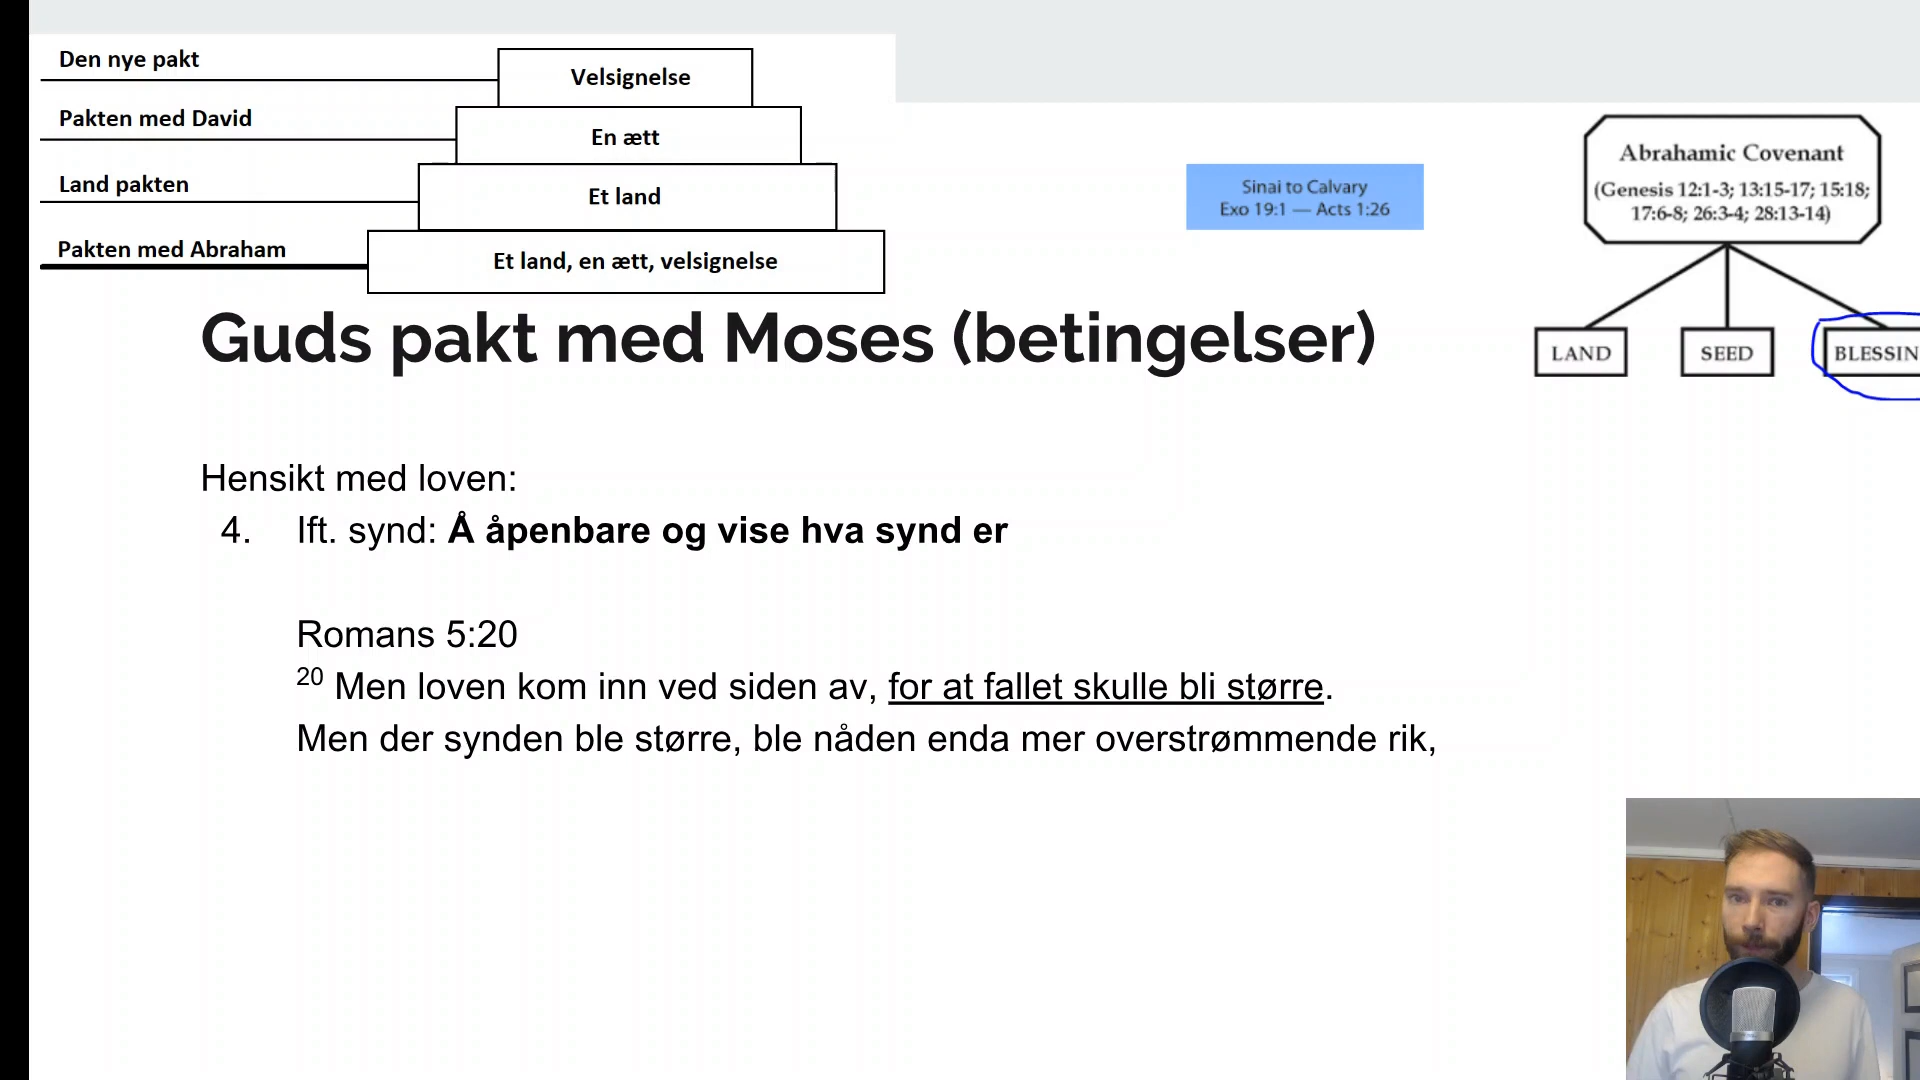 Den nye pakt
Velsignelse
Pakten med David
En ætt
Land pakten
Et land
Pakten med Abraham
Et land, en ætt, velsignelse
Sinai to Calvary
Exo 19:1 — Acts 1:26
Abrahamic Covenant
(Genesis 12:1-3; 13:15-17; 15:18;
17:6-8; 26:3-4; 28:13-14)
LAND
SEED
BLESSIN
Guds pakt med Moses (betingelser)
Hensikt med loven:
4. Ift. synd: Å åpenbare og vise hva synd er
Romans 5:20
20 Men loven kom inn ved siden av, for at fallet skulle bli større.
Men der synden ble større, ble nåden enda mer overstrømmende rik,